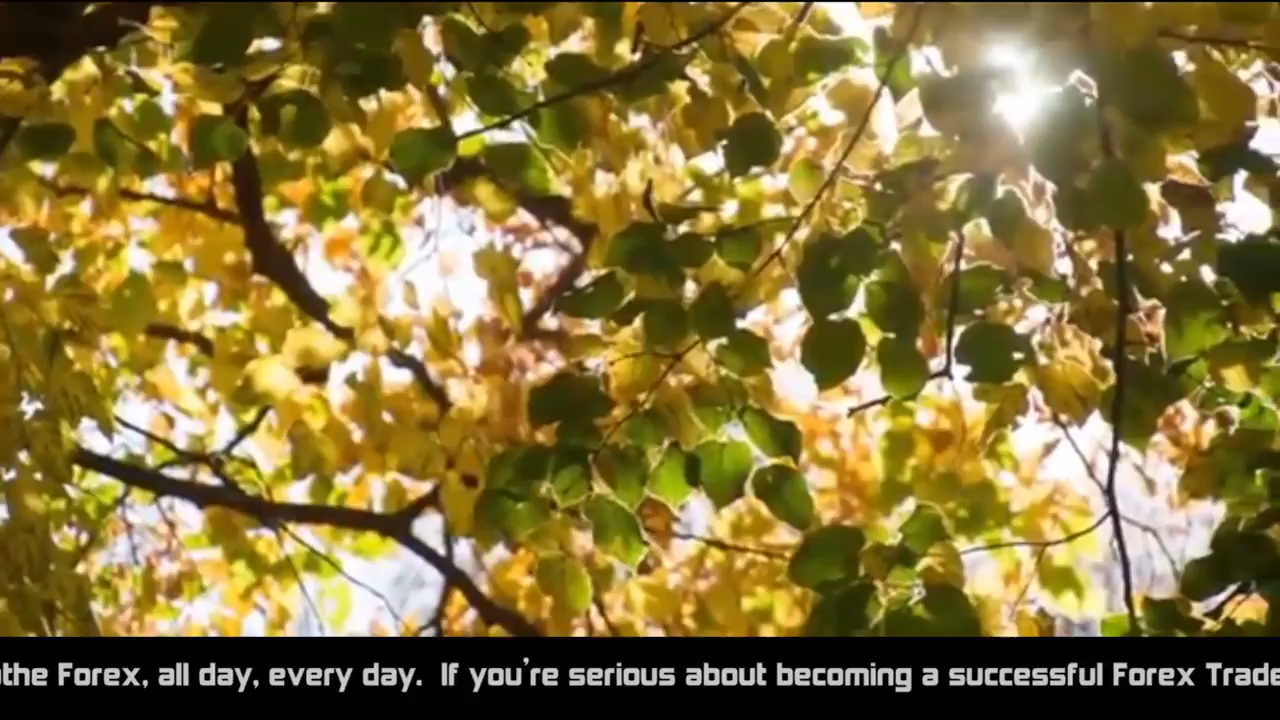 the Forex, all day, every day. If you're serious about becoming a successful Forex Trade